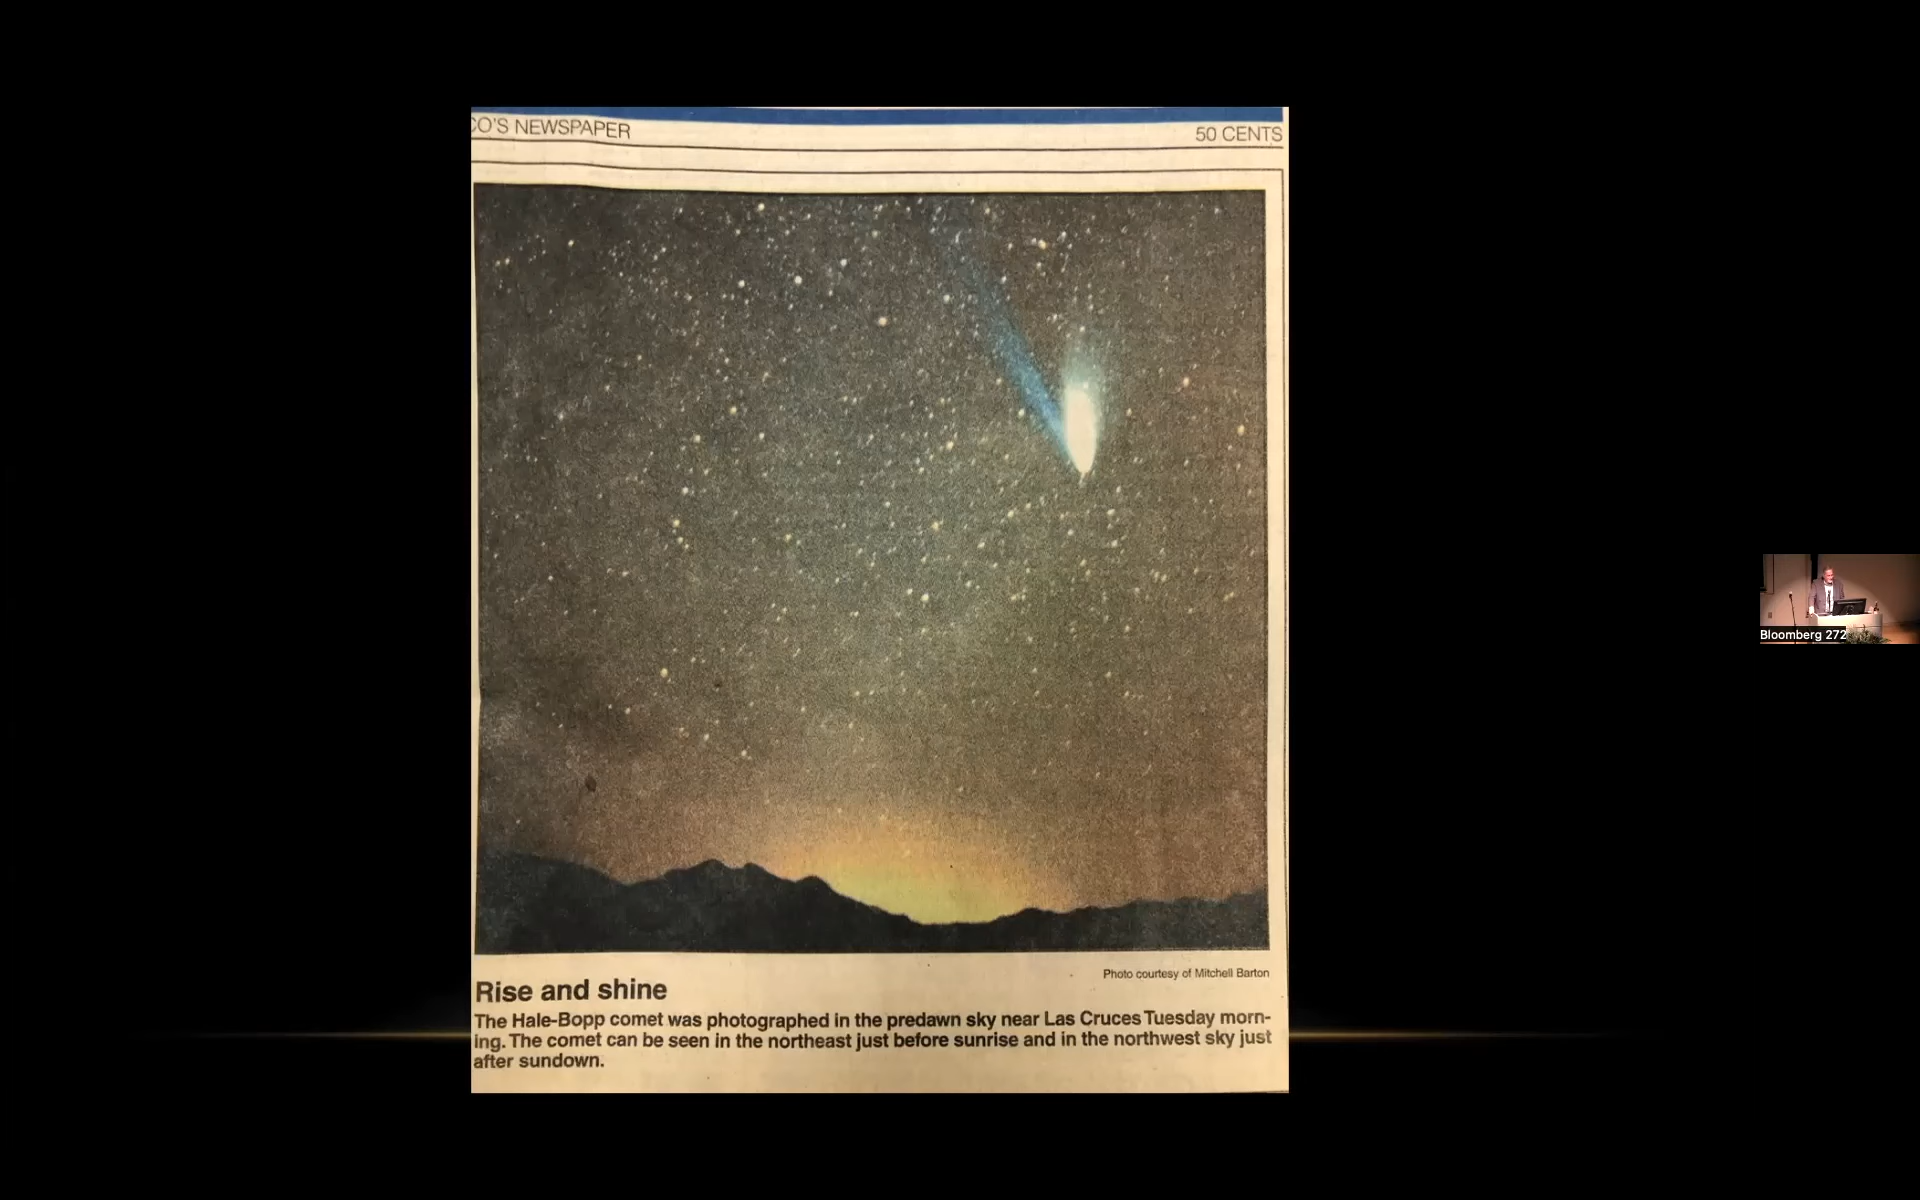 CO'S NEWSPAPER
50 CENTS
Photo courtesy of Mitchell Barton
Rise and shine
The Hale-Bopp comet was photographed in the predawn sky near Las Cruces Tuesday morn-
ing. The comet can be seen in the northeast just before sunrise and in the northwest sky just
after sundown.
Bloomberg 272